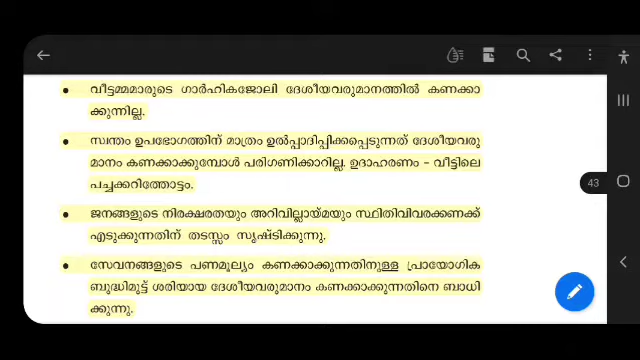 വീട്ടമ്മമാരുടെ ഗാർഹികജോലി ദേശീയവരുമാനത്തിൽ കണക്കാ
ക്കുന്നില്ല.
സ്വന്തം ഉപഭോഗത്തിന് മാത്രം ഉൽപ്പാദിപ്പിക്കപ്പെടുന്നത് ദേശീയവരു
മാനം കണക്കാക്കുമ്പോൾ പരിഗണിക്കാറില്ല. ഉദാഹരണം – വീട്ടിലെ
പച്ചക്കറിത്തോട്ടം.
43
ജനങ്ങളുടെ നിരക്ഷരതയും അറിവില്ലായ്മയും സ്ഥിതിവിവരക്കണക്ക്
എടുക്കുന്നതിന് തടസ്സം സൃഷ്ടിക്കുന്നു.
സേവനങ്ങളുടെ പണമൂല്യം കണക്കാക്കുന്നതിനുള്ള പ്രായോഗിക
ബുദ്ധിമുട്ട് ശരിയായ ദേശീയവരുമാനം കണക്കാക്കുന്നതിനെ ബാധി
ക്കുന്നു.